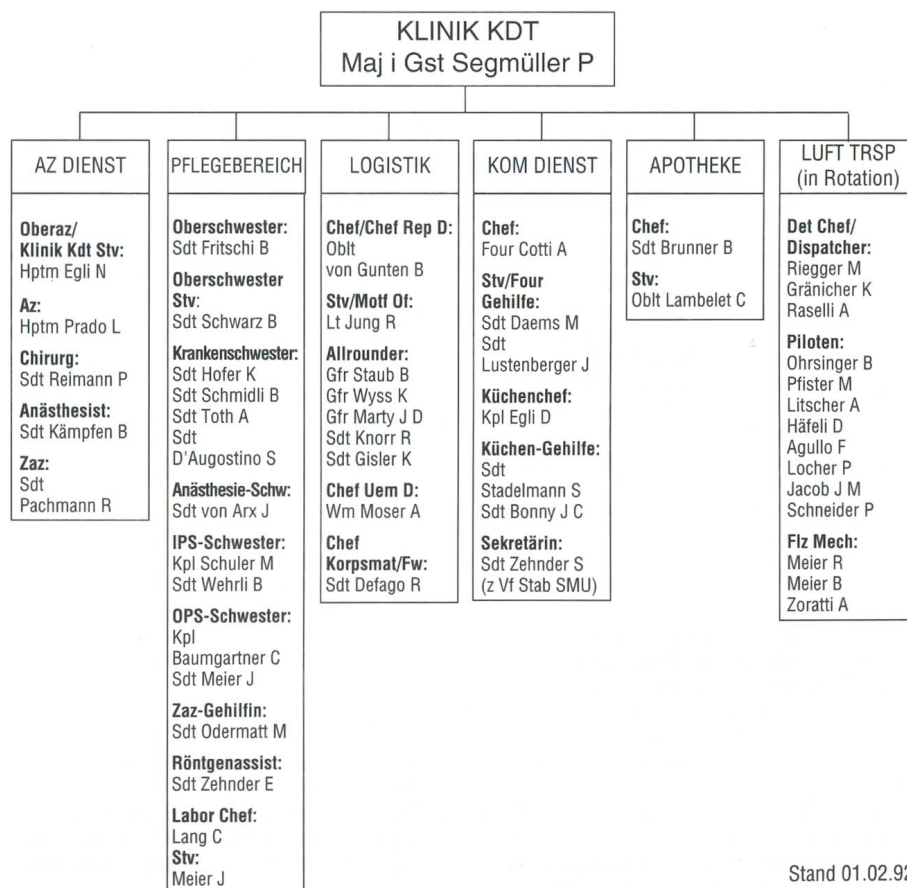 KLINIK KDT
Maj i Gst Segmüller P
AZ DIENST
Oberaz/
Klinik Kdt Stv:
Hptm Egli N
Az:
Hptm Prado L
Chirurg:
Sdt Reimann P
Anästhesist:
Sdt Kämpfen B
Zaz:
Sdt
Pachmann R
PFLEGEBEREICH
Oberschwester:
Sdt Fritschi B
Oberschwester
Stv:
Sdt Schwarz B
Krankenschwester:
Sdt Hofer K
Sdt Schmidli B
Sdt Toth A
Sdt
D'Augostino S
Anästhesie-Schw:
Sdt von Arx J
IPS-Schwester:
Kpl Schuler M
Sdt Wehrli B
OPS-Schwester:
Kpl
Baumgartner C
Sdt Meier J
Zaz-Gehilfin:
Sdt Odermatt M
Röntgenassist:
Sdt Zehnder E
Labor Chef:
Lang C
Stv:
Meier J
LOGISTIK
Chef/Chef Rep D:
Oblt
von Gunten B
Stv/Motf Of:
Lt Jung R
Allrounder:
Gfr Staub B
Gfr Wyss K
Gfr Marty J D
Sdt Knorr R
Sdt Gisler K
Chef Uem D:
Wm Moser A
Chef
Korpsmat/Fw:
Sdt Defago R
KOM DIENST
Chef:
Four Cotti A
Stv/Four
Gehilfe:
Sdt Daems M
Sdt
Lustenberger J
Küchenchef:
Kpl Egli D
Küchen-Gehilfe:
Sdt
Stadelmann S
Sdt Bonny J C
Sekretärin:
Sdt Zehnder S
(z Vf Stab SMU)
APOTHEKE
Chef:
Sdt Brunner B
Stv:
Oblt Lambelet C
LUFT TRSP
(in Rotation)
Det Chef/
Dispatcher:
Riegger M
Gränicher K
Raselli A
Piloten:
Ohrsinger B
Pfister M
Litscher A
Häfeli D
Agullo F
Locher P
Jacob J M
Schneider P
Flz Mech:
Meier R
Meier B
Zoratti A
Stand 01.02.92